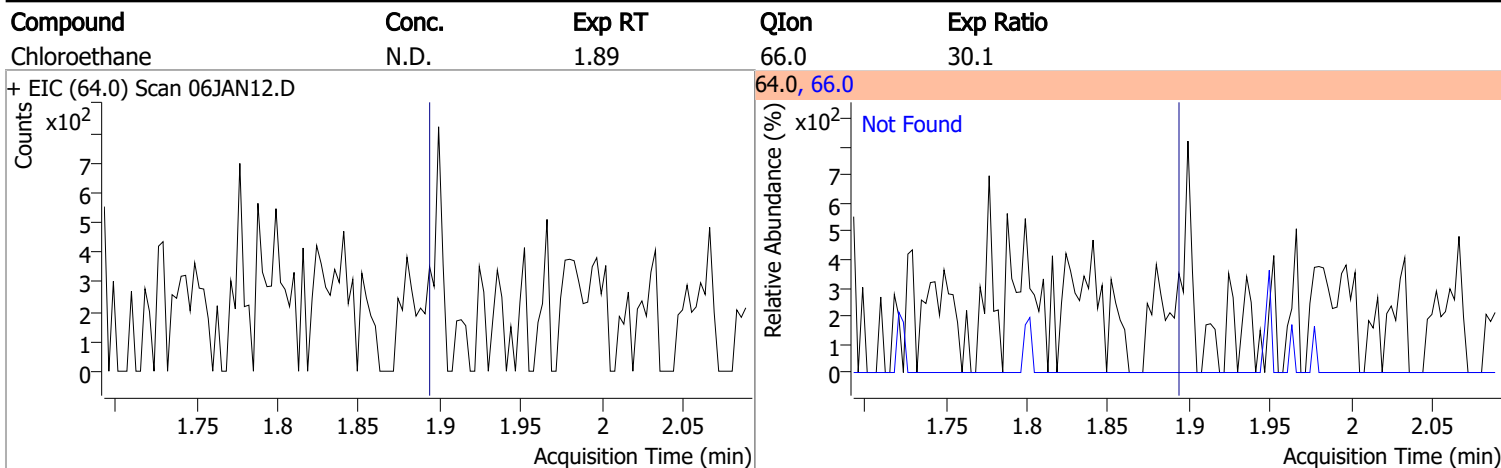 Compound Conc. Exp RT QIon Exp Ratio
Chloroethane N.D. 1.89 66.0 30.1
+ EIC (64.0) Scan 06JAN12.D
Counts
x10²
7
6
5
4
3
2
1
0
1.75 1.8 1.85 1.9 1.95 2 2.05
Acquisition Time (min)
64.0, 66.0
Relative Abundance (%)
x10²
Not Found
7
6
5
4
3
2
1
0
1.75 1.8 1.85 1.9 1.95 2 2.05
Acquisition Time (min)